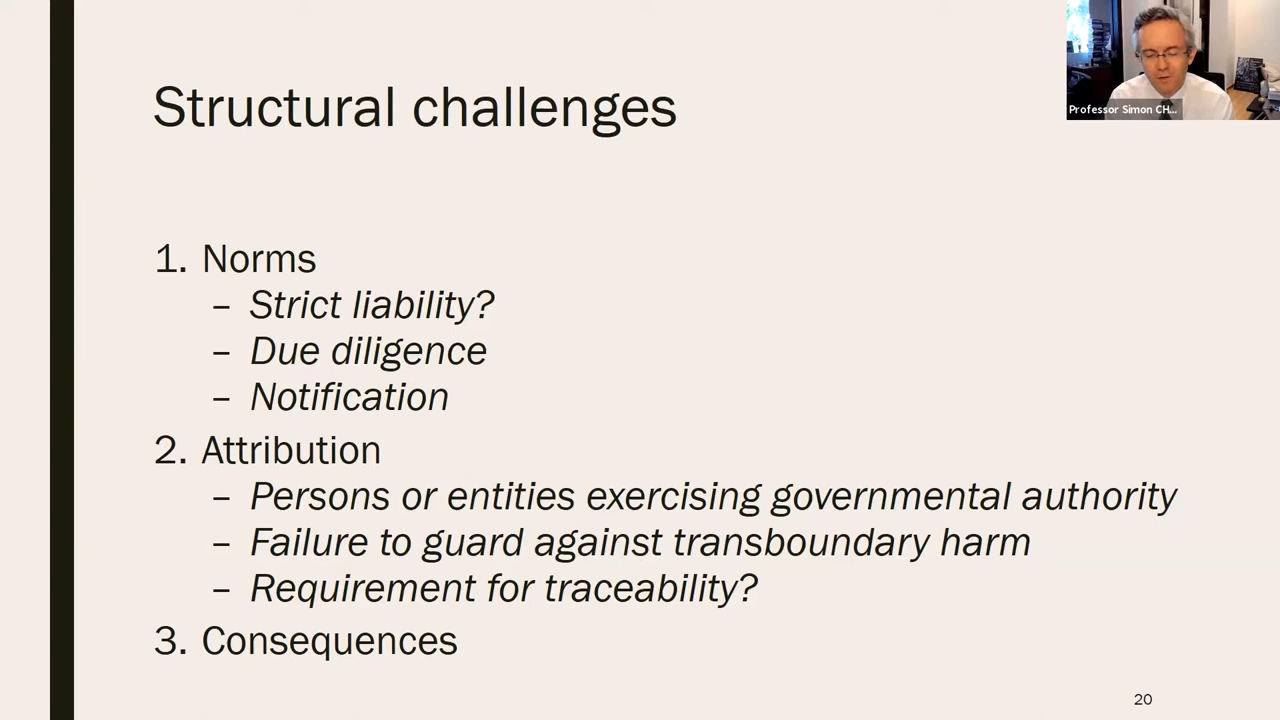 Structural challenges
Professor Simon CH...
1. Norms
– Strict liability?
– Due diligence
– Notification
2. Attribution
– Persons or entities exercising governmental authority
– Failure to guard against transboundary harm
– Requirement for traceability?
3. Consequences
20